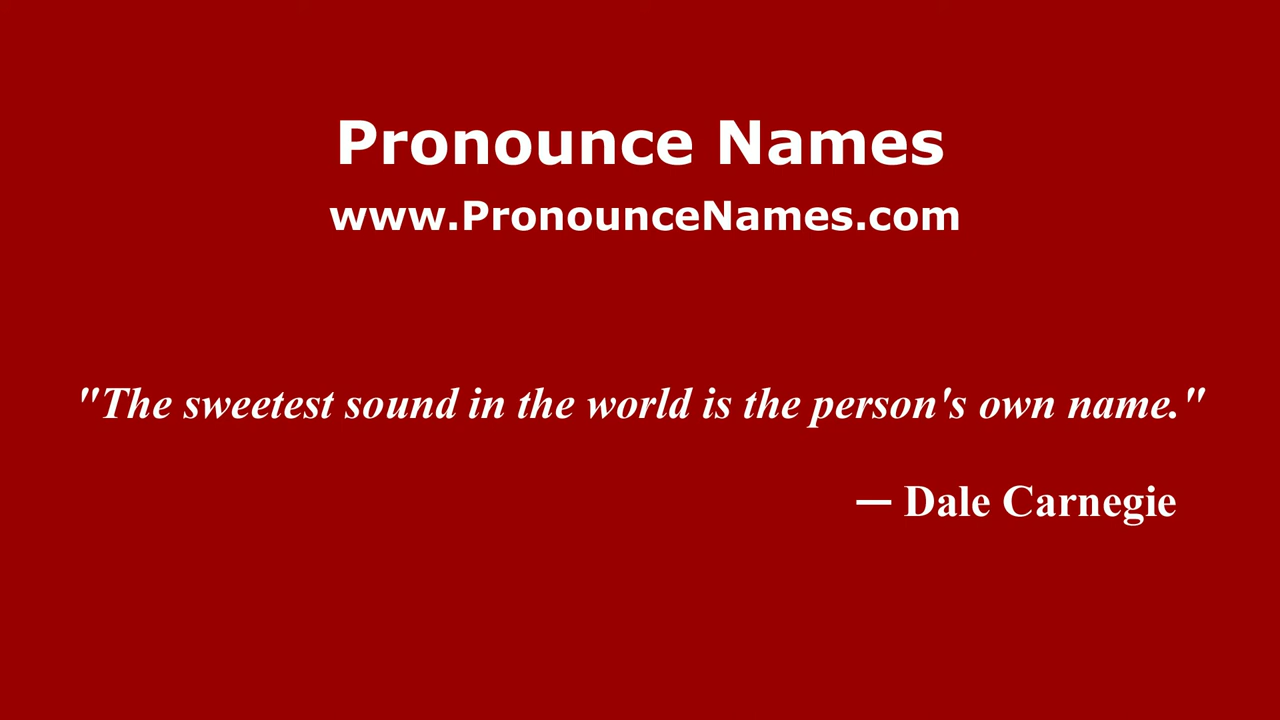 Pronounce Names
www.PronounceNames.com
"The sweetest sound in the world is the person's own name."
— Dale Carnegie